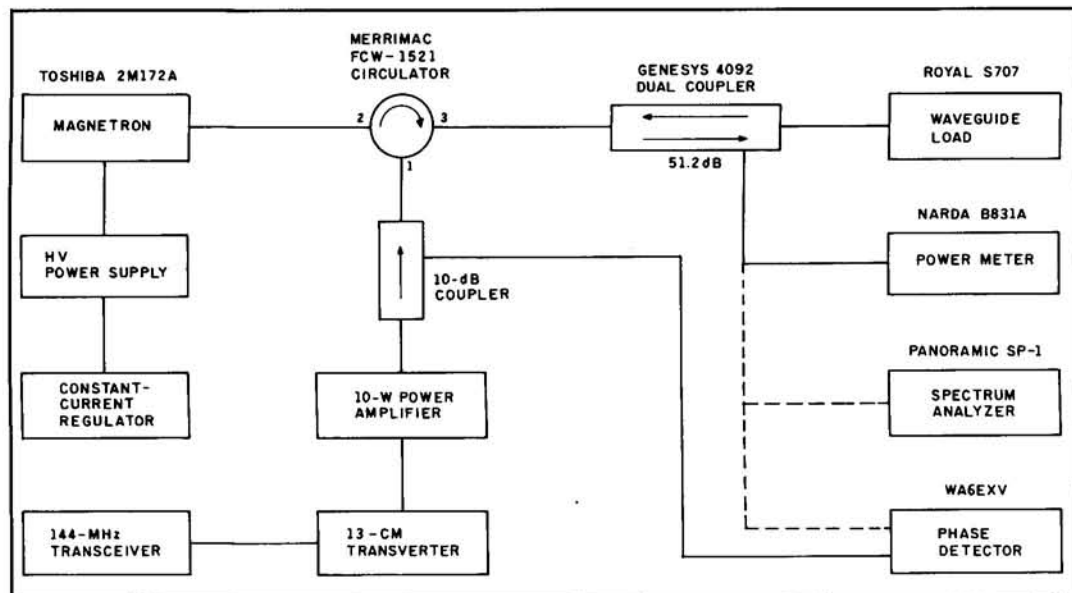 MERRIMAC
FCW-1521
CIRCULATOR
TOSHIBA 2M172A
GENESYS 4092
DUAL COUPLER
ROYAL S707
MAGNETRON
2
3
1
51.2dB
WAVEGUIDE
LOAD
NARDA B831A
HV
POWER SUPPLY
10-dB
COUPLER
POWER METER
PANORAMIC SP-1
CONSTANT-
CURRENT
REGULATOR
10-W POWER
AMPLIFIER
SPECTRUM
ANALYZER
WA6EXV
144-MHz
TRANSCEIVER
13-CM
TRANSVERTER
PHASE
DETECTOR